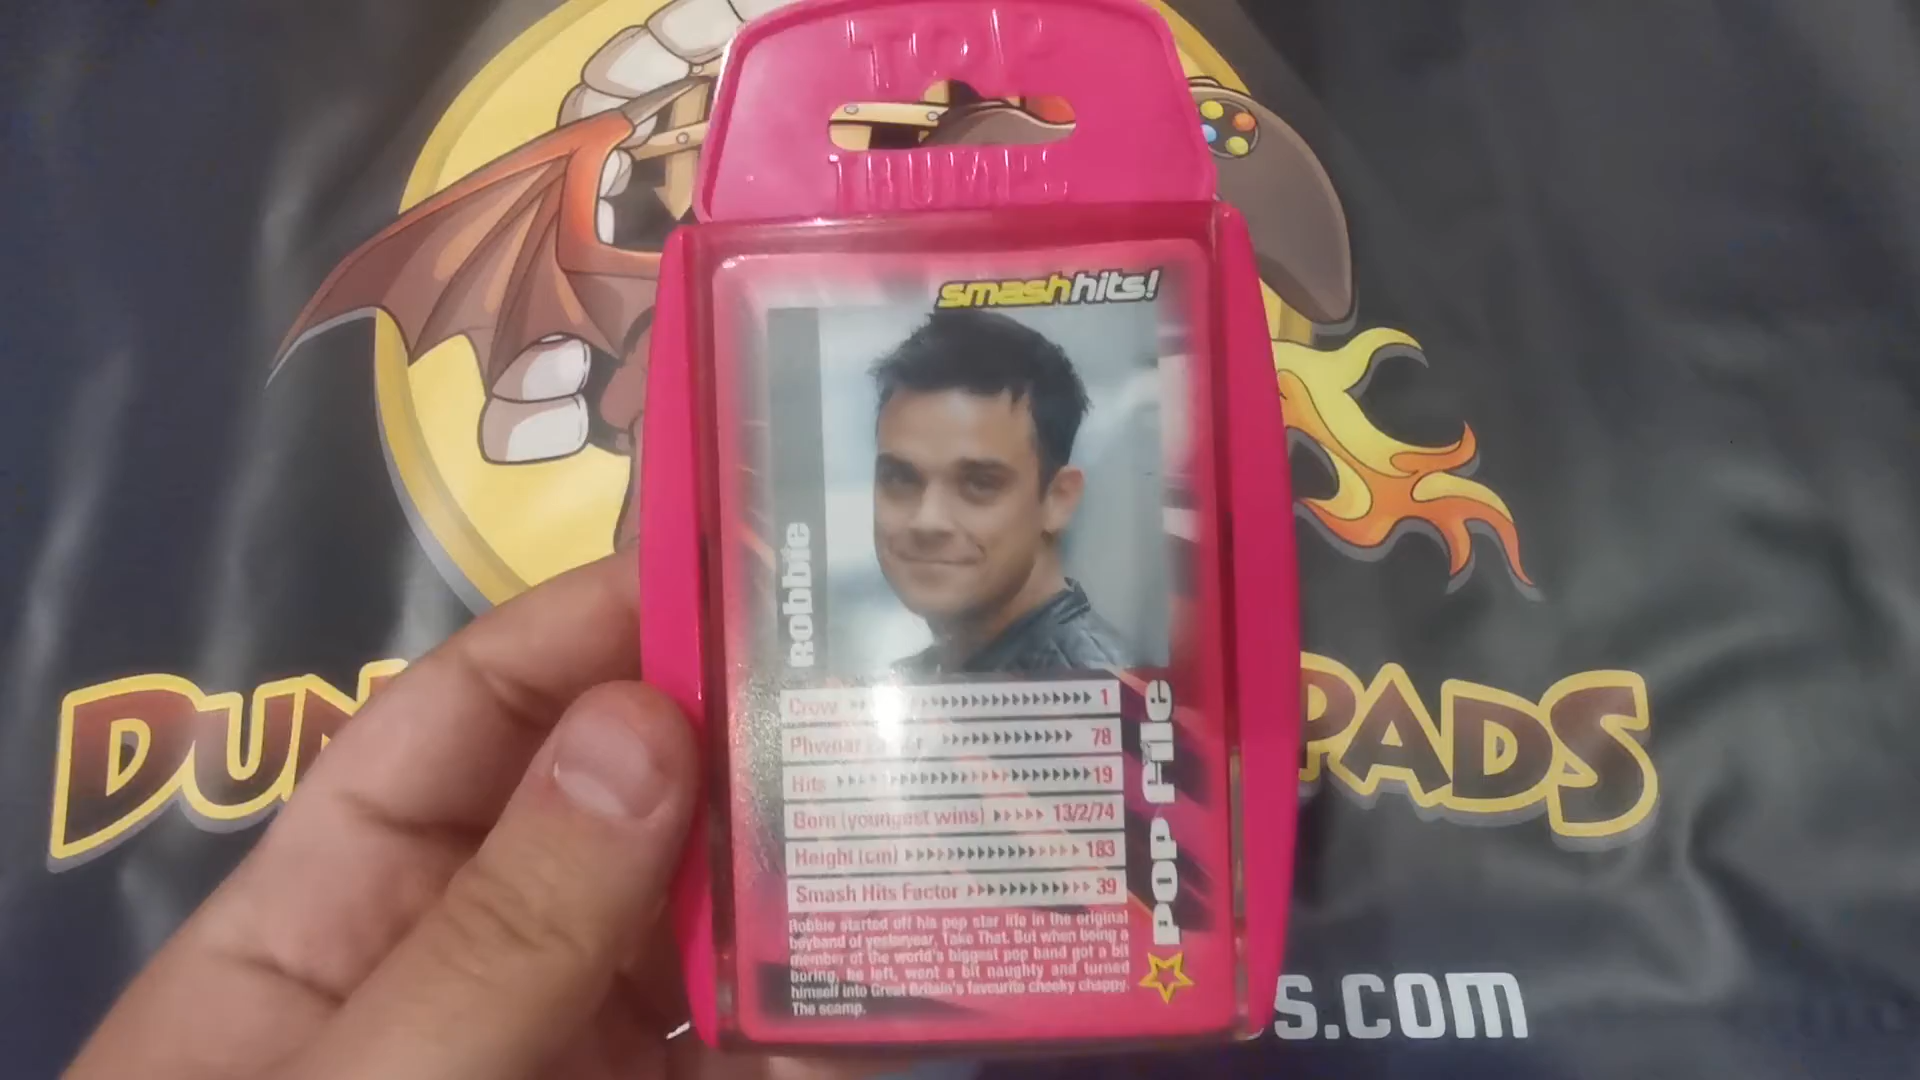 TOP
TRUMPS
smashhits!
Robbie
Crew 1
Phwoar 78
Hits 19
Born (youngest wins) 13/2/74
Height (cm) 183
Smash Hits Factor 39
POP FILE
Robbie started off his pop star life in the original
boyband of yesteryear, Take That. But when being a
member of the world's biggest pop band got a bit
boring, he left, went a bit naughty and turned
himself into Great Britain's favourite cheeky chappy.
The scamp.
DUN
PADS
S.COM